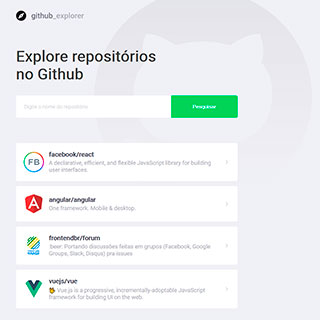 github_explorer
Explore repositórios
no Github
Digite o nome do repositório
Pesquisar
facebook/react
A declarative, efficient, and flexible JavaScript library for building
user interfaces.
FB
angular/angular
One framework. Mobile & desktop.
frontendbr/forum
:beer: Portando discussões feitas em grupos (Facebook, Google
Groups, Slack, Disqus) pra issues
vuejs/vue
Vue.js is a progressive, incrementally-adoptable JavaScript
framework for building UI on the web.